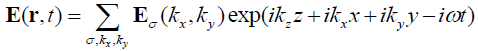 E(r,t) = ∑ E_σ(k_x,k_y) exp(ik_z z + ik_x x + ik_y y − iωt)
σ,k_x,k_y